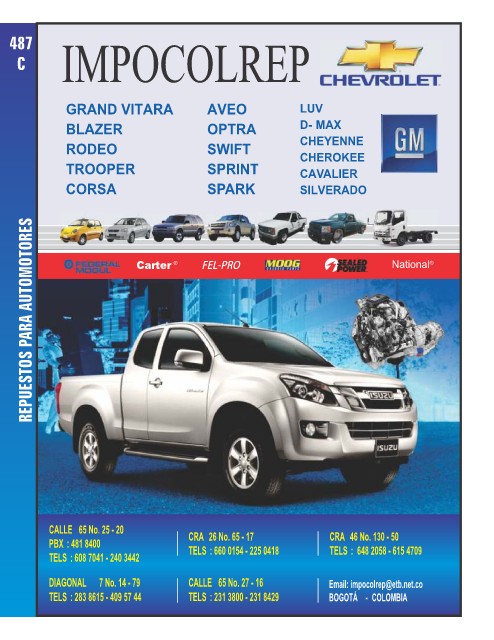 487
C
REPUESTOS PARA AUTOMOTORES
IMPOCOLREP
CHEVROLET
GRAND VITARA
BLAZER
RODEO
TROOPER
CORSA
AVEO
OPTRA
SWIFT
SPRINT
SPARK
LUV
D- MAX
CHEYENNE
CHEROKEE
CAVALIER
SILVERADO
GM
FEDERAL
MOGUL
Carter®
FEL-PRO
MOOG
SEALED
POWER
National®
ISUZU
ISUZU
CALLE 65 No. 25 - 20
PBX : 481 8400
TELS : 608 7041 - 240 3442
CRA 26 No. 65 - 17
TELS : 660 0154 - 225 0418
CRA 46 No. 130 - 50
TELS : 648 2058 - 615 4709
DIAGONAL 7 No. 14 - 79
TELS : 283 8615 - 409 57 44
CALLE 65 No. 27 - 16
TELS : 231 3800 - 231 8429
Email: impocolrep@etb.net.co
BOGOTÁ - COLOMBIA